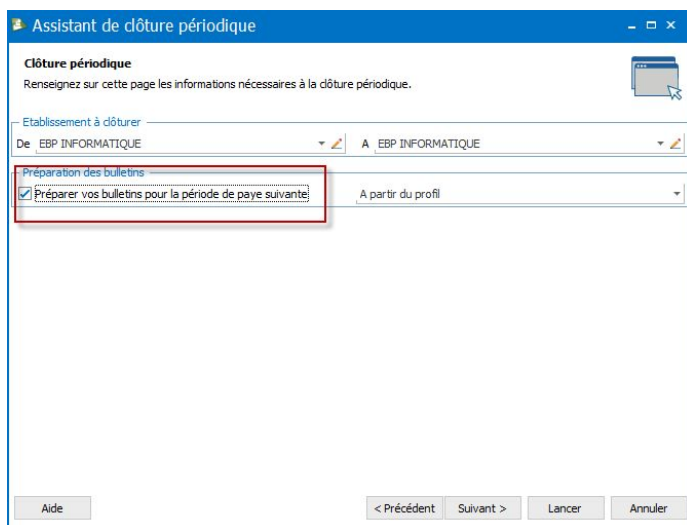 Assistant de clôture périodique
Clôture périodique
Renseignez sur cette page les informations nécessaires à la clôture périodique.
Etablissement à clôturer
De EBP INFORMATIQUE A EBP INFORMATIQUE
Préparation des bulletins
Préparer vos bulletins pour la période de paye suivante A partir du profil
Aide < Précédent Suivant > Lancer Annuler